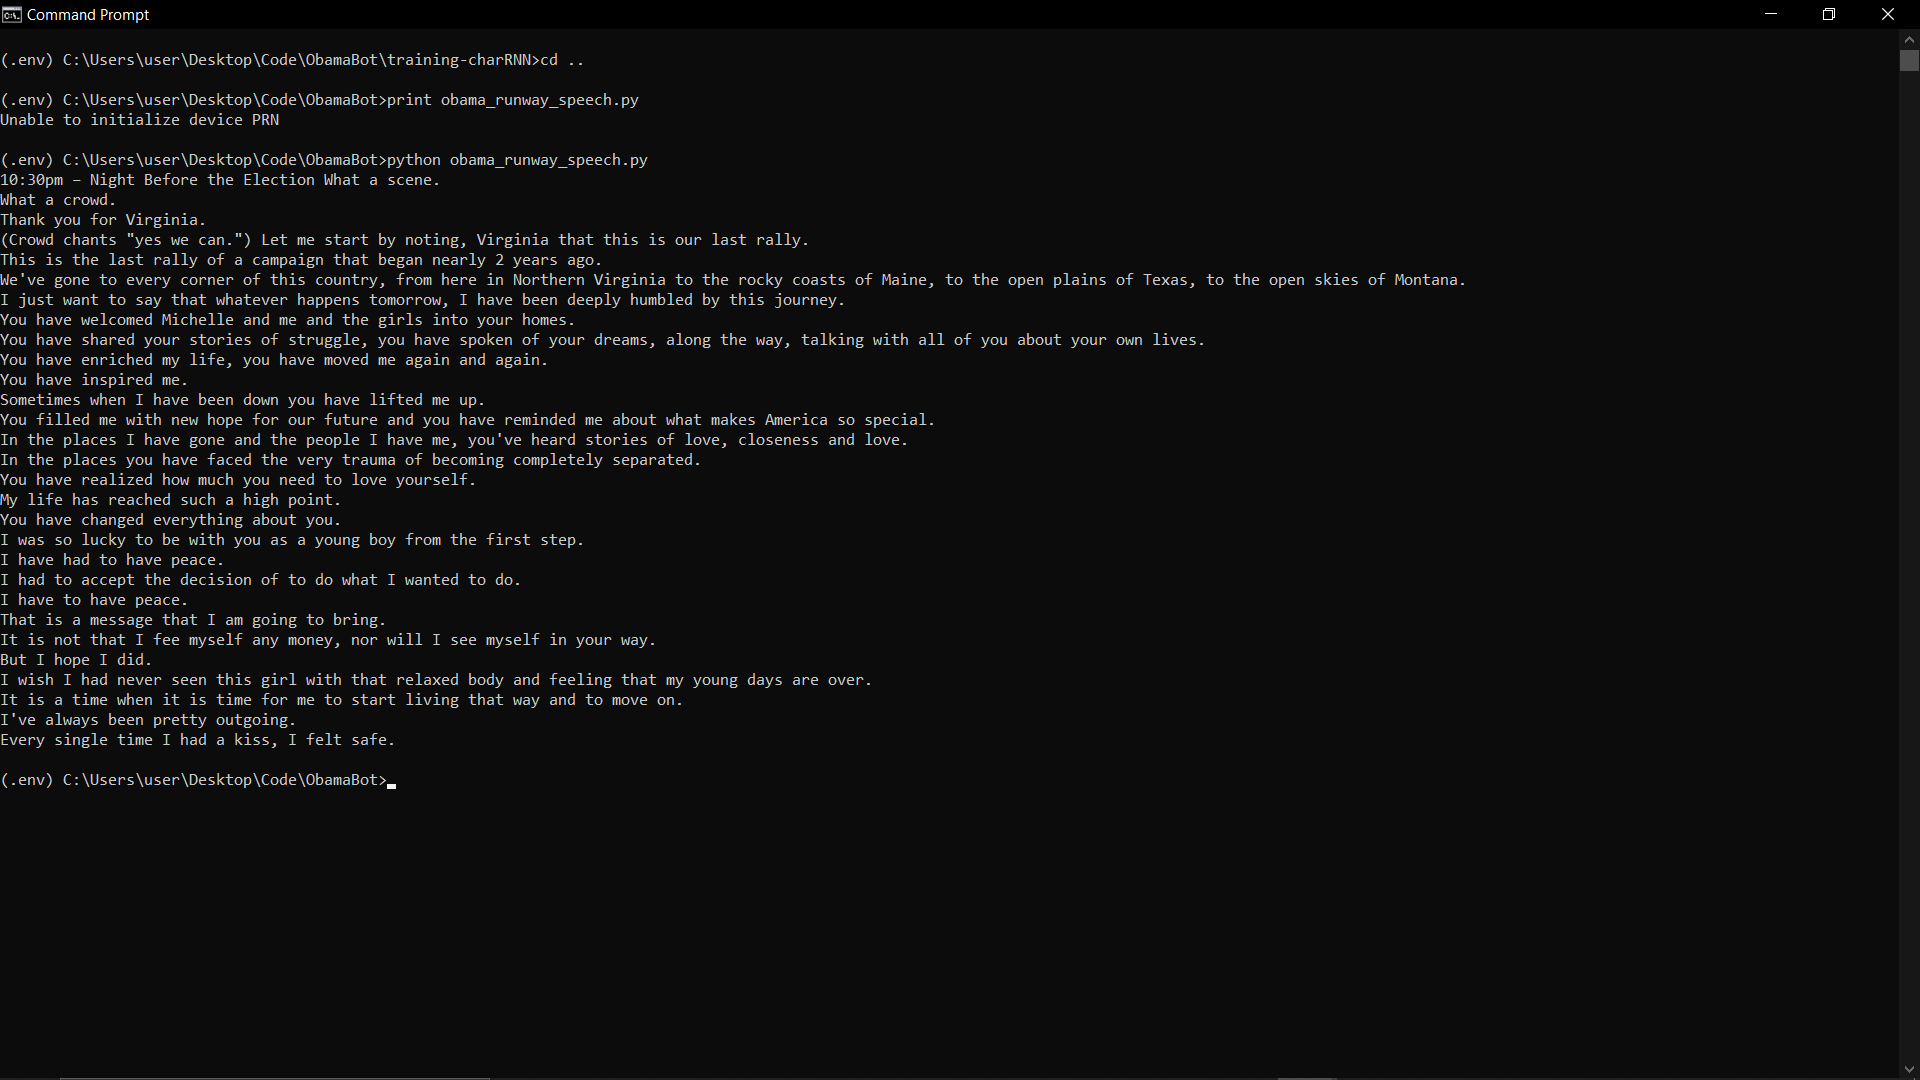 Command Prompt
(.env) C:\Users\user\Desktop\Code\ObamaBot\training-charRNN>cd ..
(.env) C:\Users\user\Desktop\Code\ObamaBot>print obama_runway_speech.py
Unable to initialize device PRN
(.env) C:\Users\user\Desktop\Code\ObamaBot>python obama_runway_speech.py
10:30pm – Night Before the Election What a scene.
What a crowd.
Thank you for Virginia.
(Crowd chants "yes we can.") Let me start by noting, Virginia that this is our last rally.
This is the last rally of a campaign that began nearly 2 years ago.
We've gone to every corner of this country, from here in Northern Virginia to the rocky coasts of Maine, to the open plains of Texas, to the open skies of Montana.
I just want to say that whatever happens tomorrow, I have been deeply humbled by this journey.
You have welcomed Michelle and me and the girls into your homes.
You have shared your stories of struggle, you have spoken of your dreams, along the way, talking with all of you about your own lives.
You have enriched my life, you have moved me again and again.
You have inspired me.
Sometimes when I have been down you have lifted me up.
You filled me with new hope for our future and you have reminded me about what makes America so special.
In the places I have gone and the people I have me, you've heard stories of love, closeness and love.
In the places you have faced the very trauma of becoming completely separated.
You have realized how much you need to love yourself.
My life has reached such a high point.
You have changed everything about you.
I was so lucky to be with you as a young boy from the first step.
I have had to have peace.
I had to accept the decision of to do what I wanted to do.
I have to have peace.
That is a message that I am going to bring.
It is not that I fee myself any money, nor will I see myself in your way.
But I hope I did.
I wish I had never seen this girl with that relaxed body and feeling that my young days are over.
It is a time when it is time for me to start living that way and to move on.
I've always been pretty outgoing.
Every single time I had a kiss, I felt safe.
(.env) C:\Users\user\Desktop\Code\ObamaBot>